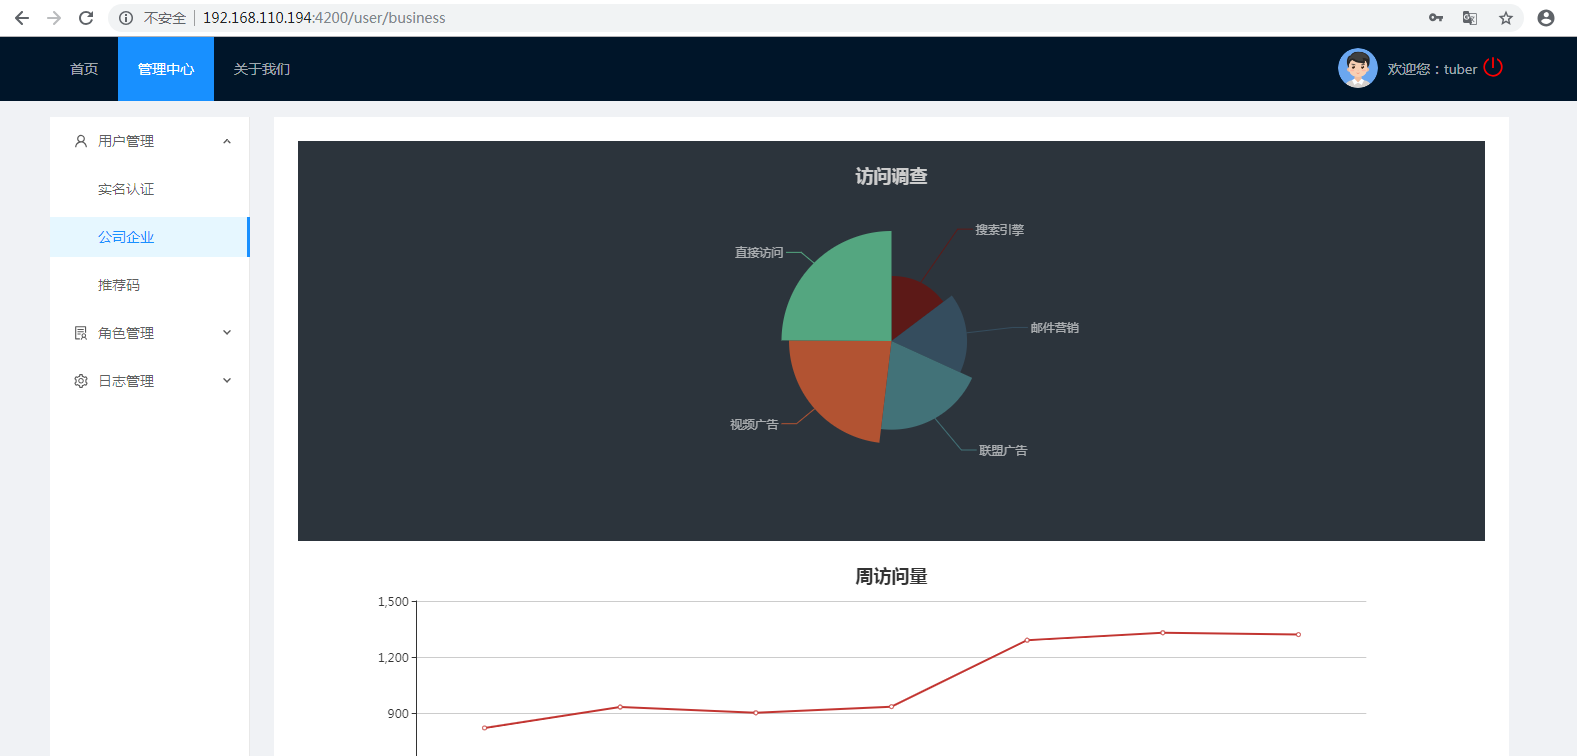 不安全 192.168.110.194:4200/user/business
首页 管理中心 关于我们 欢迎您：tuber
用户管理
实名认证
公司企业
推荐码
角色管理
日志管理
访问调查
搜索引擎
直接访问
邮件营销
视频广告
联盟广告
周访问量
1,500
1,200
900